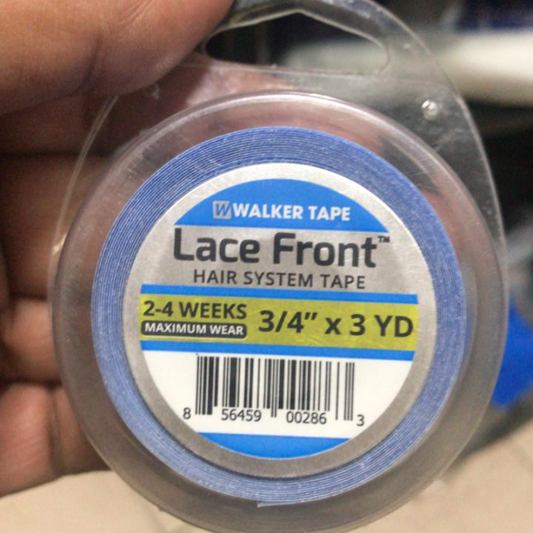 WALKER TAPE
Lace Front™
HAIR SYSTEM TAPE
2-4 WEEKS
MAXIMUM WEAR
3/4" x 3 YD
8 56459 00286 3